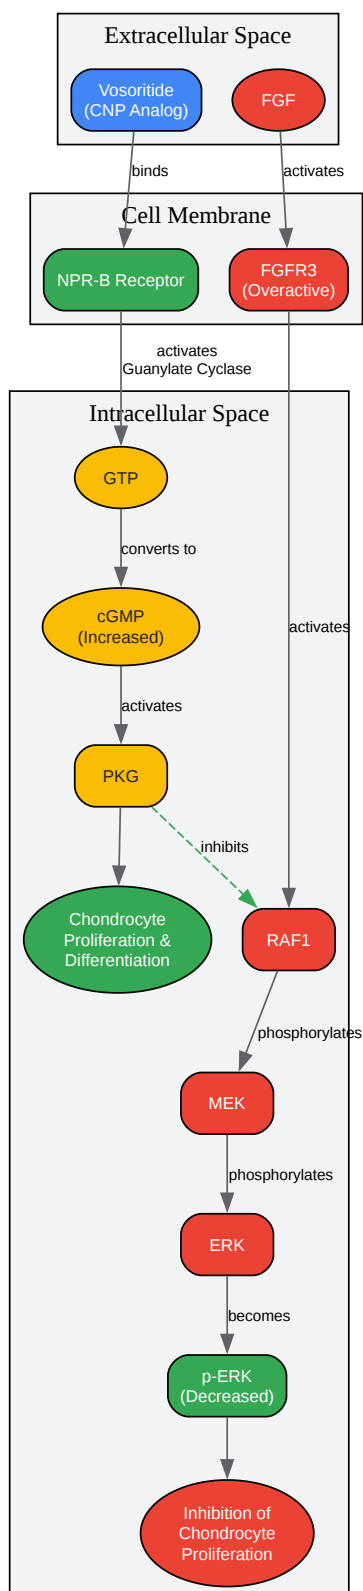 Extracellular Space
Vosoritide
(CNP Analog)
FGF
binds
activates
Cell Membrane
NPR-B Receptor
FGFR3
(Overactive)
activates
Guanylate Cyclase
Intracellular Space
GTP
converts to
cGMP
(Increased)
activates
activates
PKG
inhibits
Chondrocyte
Proliferation &
Differentiation
RAF1
phosphorylates
MEK
phosphorylates
ERK
becomes
p-ERK
(Decreased)
Inhibition of
Chondrocyte
Proliferation